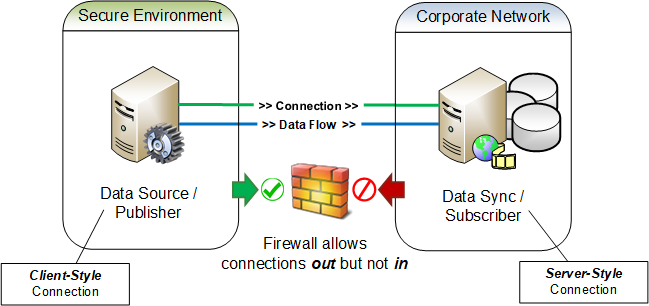 Secure Environment
Corporate Network
>> Connection >>
>> Data Flow >>
Data Source /
Publisher
Data Sync /
Subscriber
Firewall allows
connections out but not in
Client-Style
Connection
Server-Style
Connection